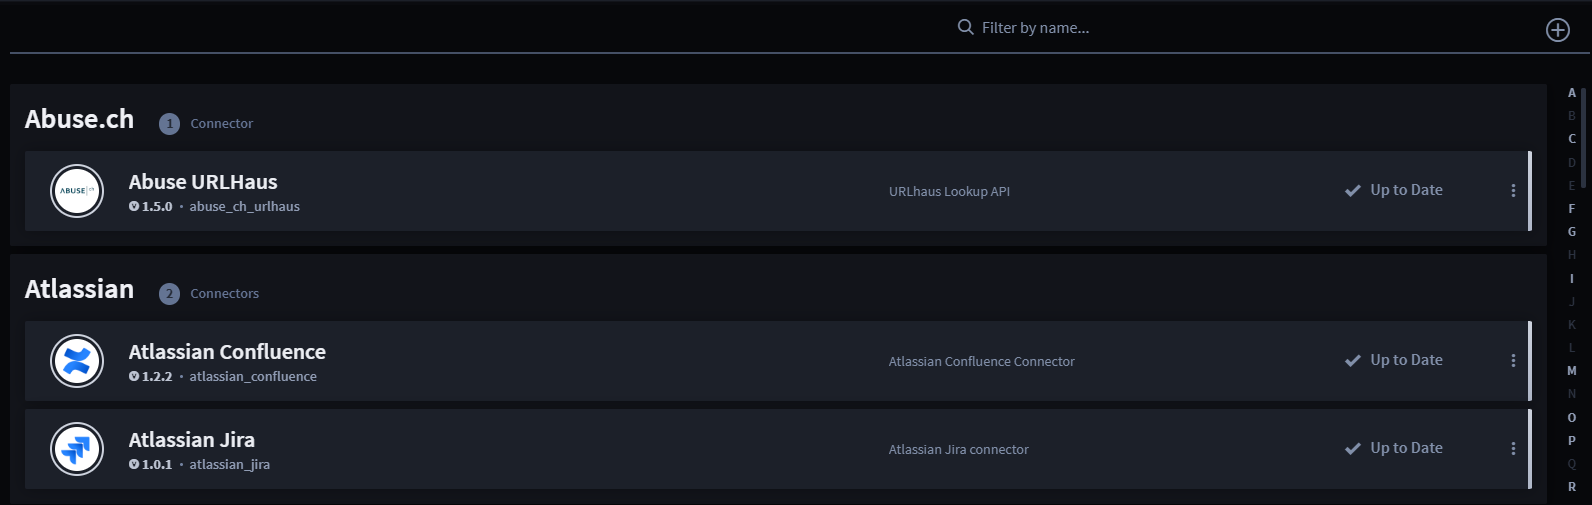 Filter by name...
Abuse.ch 1 Connector
ABUSE ch
Abuse URLHaus
v 1.5.0 • abuse_ch_urlhaus
URLhaus Lookup API
Up to Date
Atlassian 2 Connectors
Atlassian Confluence
v 1.2.2 • atlassian_confluence
Atlassian Confluence Connector
Up to Date
Atlassian Jira
v 1.0.1 • atlassian_jira
Atlassian Jira connector
Up to Date
A
B
C
D
E
F
G
H
I
J
K
L
M
N
O
P
Q
R